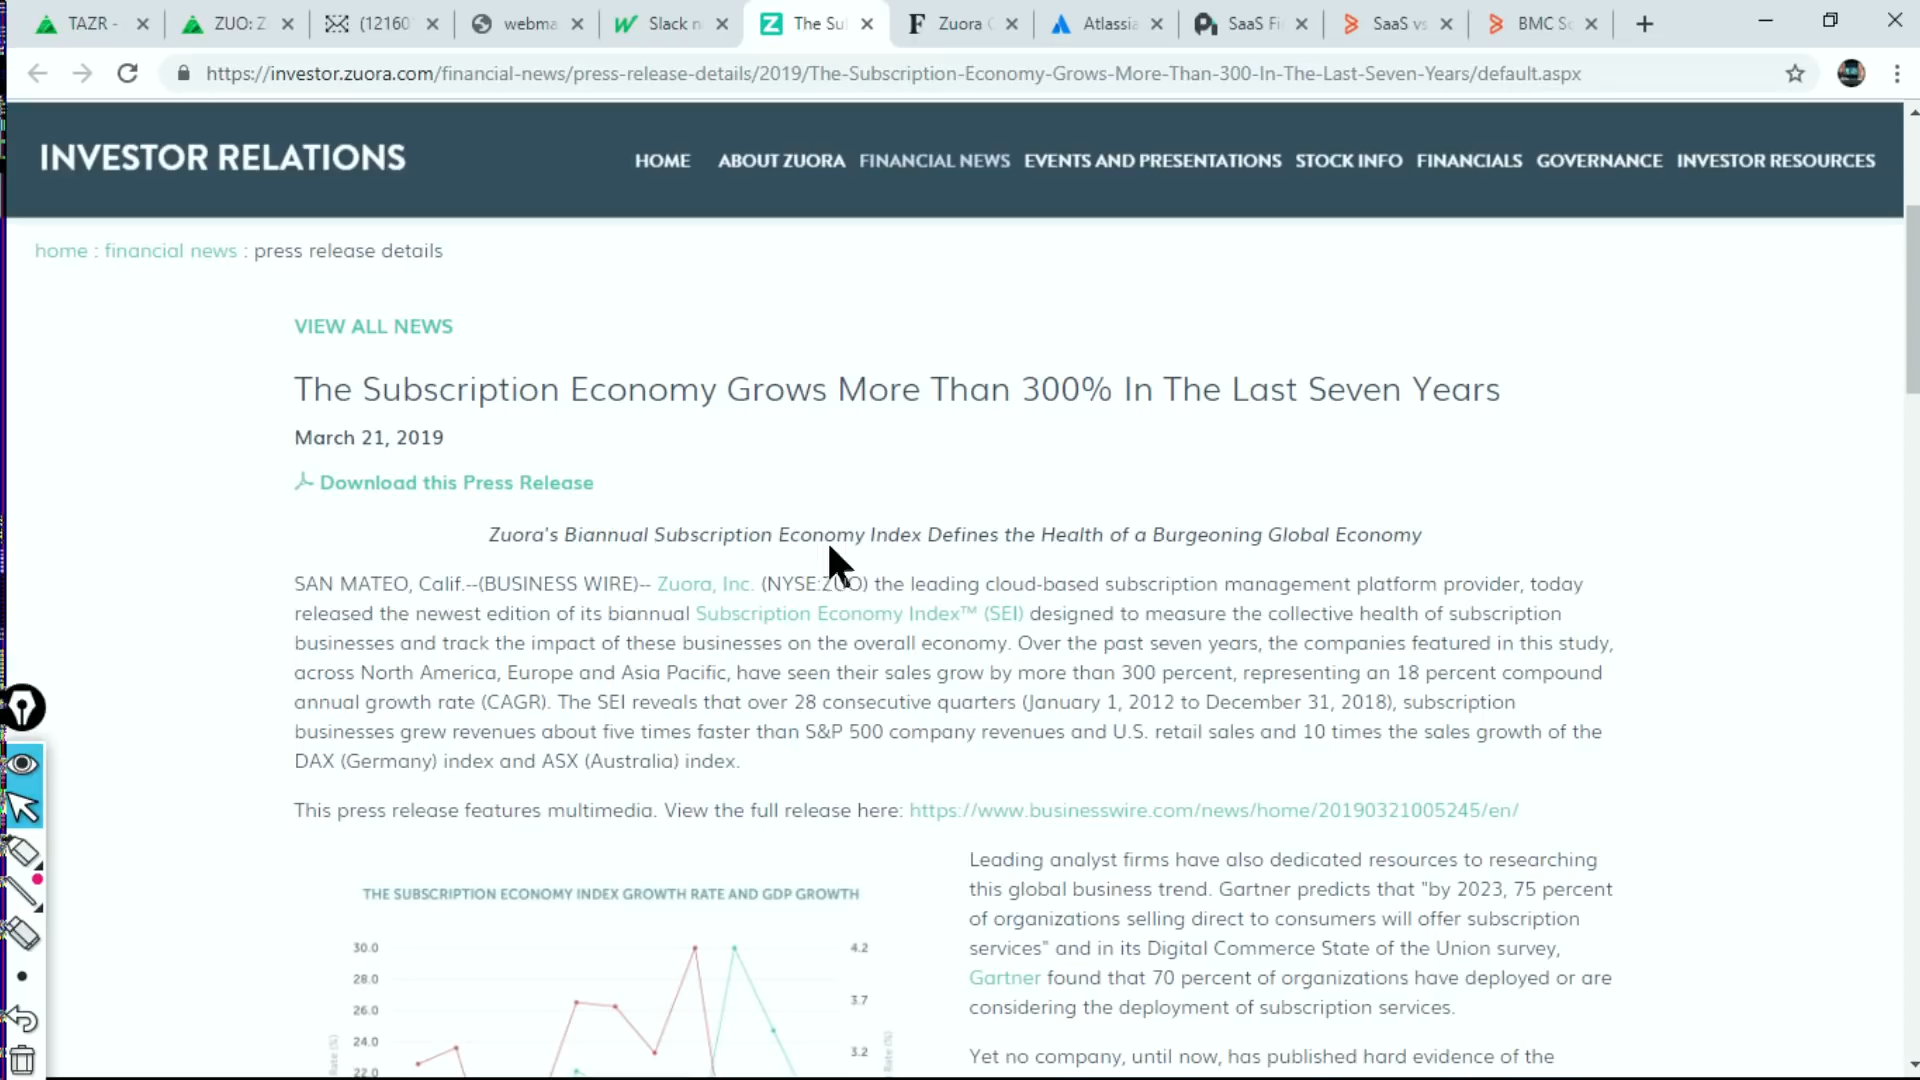 TAZR -
ZUO: Z
(12160
webma
Slack n
The Su
Zuora
Atlassia
SaaS Fi
SaaS vs
BMC So
https://investor.zuora.com/financial-news/press-release-details/2019/The-Subscription-Economy-Grows-More-Than-300-In-The-Last-Seven-Years/default.aspx
INVESTOR RELATIONS
HOME ABOUT ZUORA FINANCIAL NEWS EVENTS AND PRESENTATIONS STOCK INFO FINANCIALS GOVERNANCE INVESTOR RESOURCES
home : financial news : press release details
VIEW ALL NEWS
The Subscription Economy Grows More Than 300% In The Last Seven Years
March 21, 2019
Download this Press Release
Zuora's Biannual Subscription Economy Index Defines the Health of a Burgeoning Global Economy
SAN MATEO, Calif.--(BUSINESS WIRE)-- Zuora, Inc. (NYSE:ZUO) the leading cloud-based subscription management platform provider, today
released the newest edition of its biannual Subscription Economy Index™ (SEI) designed to measure the collective health of subscription
businesses and track the impact of these businesses on the overall economy. Over the past seven years, the companies featured in this study,
across North America, Europe and Asia Pacific, have seen their sales grow by more than 300 percent, representing an 18 percent compound
annual growth rate (CAGR). The SEI reveals that over 28 consecutive quarters (January 1, 2012 to December 31, 2018), subscription
businesses grew revenues about five times faster than S&P 500 company revenues and U.S. retail sales and 10 times the sales growth of the
DAX (Germany) index and ASX (Australia) index.
This press release features multimedia. View the full release here: https://www.businesswire.com/news/home/20190321005245/en/
THE SUBSCRIPTION ECONOMY INDEX GROWTH RATE AND GDP GROWTH
30.0
28.0
26.0
24.0
22.0
4.2
3.7
3.2
Rate (%)
Rate (%)
Leading analyst firms have also dedicated resources to researching
this global business trend. Gartner predicts that "by 2023, 75 percent
of organizations selling direct to consumers will offer subscription
services" and in its Digital Commerce State of the Union survey,
Gartner found that 70 percent of organizations have deployed or are
considering the deployment of subscription services.
Yet no company, until now, has published hard evidence of the